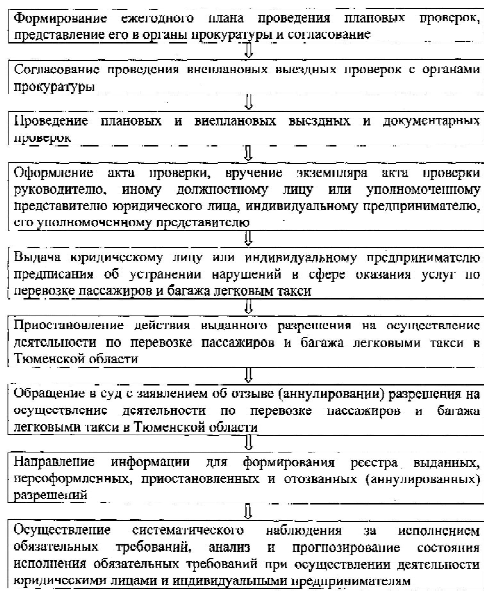 Формирование ежегодного плана проведения плановых проверок,
представление его в органы прокуратуры и согласование
Согласование проведения внеплановых выездных проверок с органами
прокуратуры
Проведение плановых и внеплановых выездных и документарных
проверок
Оформление акта проверки, вручение экземпляра акта проверки
руководителю, иному должностному лицу или уполномоченному
представителю юридического лица, индивидуальному предпринимателю,
его уполномоченному представителю
Выдача юридическому лицу или индивидуальному предпринимателю
предписания об устранении нарушений в сфере оказания услуг по
перевозке пассажиров и багажа легковым такси
Приостановление действия выданного разрешения на осуществление
деятельности по перевозке пассажиров и багажа легковыми такси в
Тюменской области
Обращение в суд с заявлением об отзыве (аннулировании) разрешения на
осуществление деятельности по перевозке пассажиров и багажа
легковыми такси в Тюменской области
Направление информации для формирования реестра выданных,
переоформленных, приостановленных и отозванных (аннулированных)
разрешений
Осуществление систематического наблюдения за исполнением
обязательных требований, анализ и прогнозирование состояния
исполнения обязательных требований при осуществлении деятельности
юридическими лицами и индивидуальными предпринимателям